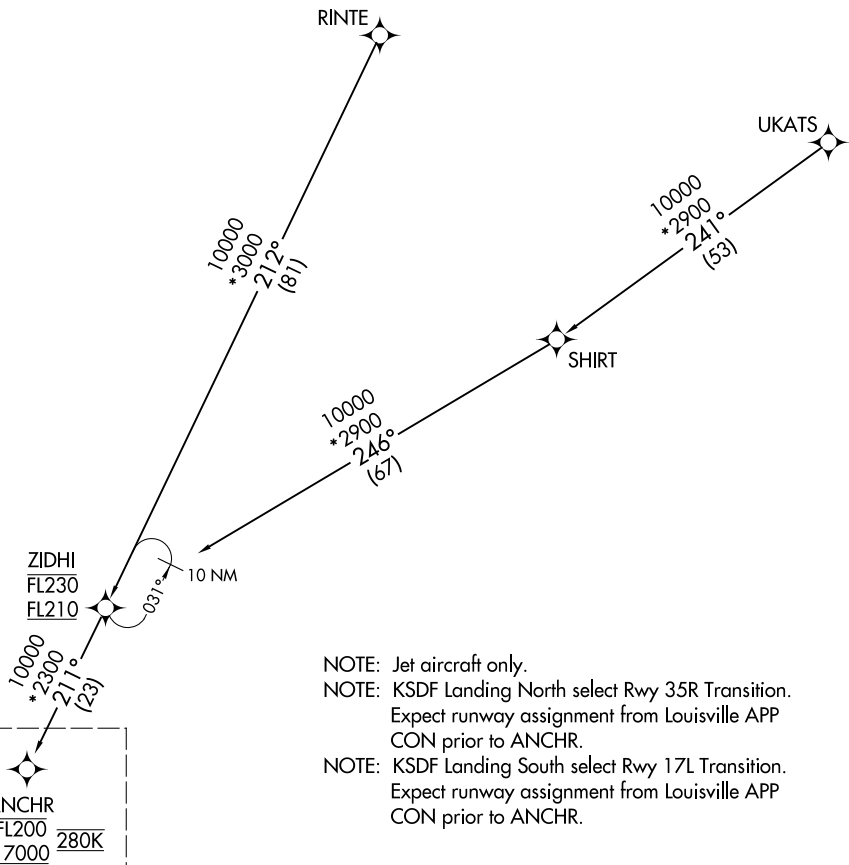 RINTE
UKATS
10000
*3000
212°
(81)
10000
*2900
241°
(53)
SHIRT
10000
*2900
246°
(67)
ZIDHI
FL230
FL210
031°
10 NM
10000
*2300
211°
(23)
NOTE: Jet aircraft only.
NOTE: KSDF Landing North select Rwy 35R Transition.
Expect runway assignment from Louisville APP
CON prior to ANCHR.
NOTE: KSDF Landing South select Rwy 17L Transition.
Expect runway assignment from Louisville APP
CON prior to ANCHR.
ANCHR
FL200
280K
7000